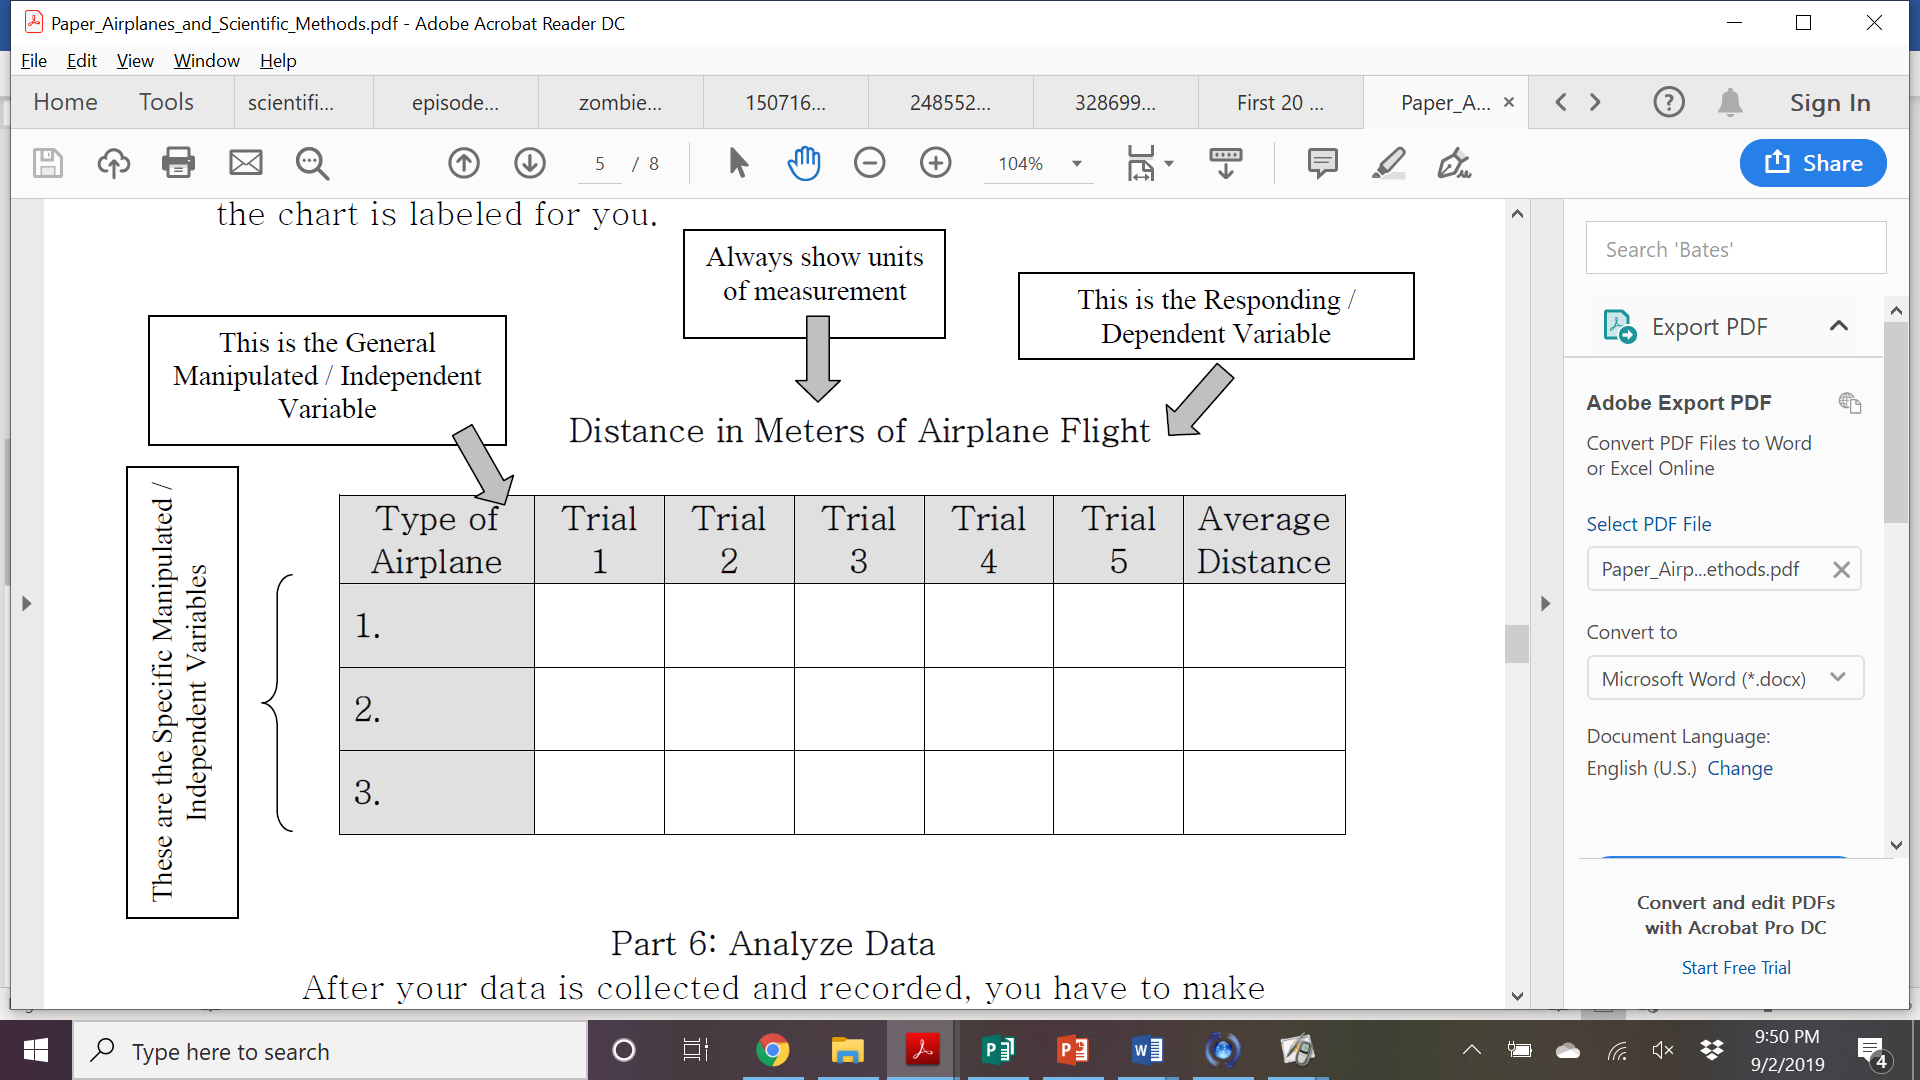 Paper_Airplanes_and_Scientific_Methods.pdf - Adobe Acrobat Reader DC
File Edit View Window Help
Home Tools scientifi... episode... zombie... 150716... 248552... 328699... First 20 ... Paper_A... × Sign In
5 / 8 104% Share
the chart is labeled for you.
Always show units
of measurement
This is the Responding /
Dependent Variable
This is the General
Manipulated / Independent
Variable
Distance in Meters of Airplane Flight
These are the Specific Manipulated /
Independent Variables
Type of Airplane Trial 1 Trial 2 Trial 3 Trial 4 Trial 5 Average Distance
1.
2.
3.
Part 6: Analyze Data
After your data is collected and recorded, you have to make
Search 'Bates'
Export PDF
Adobe Export PDF
Convert PDF Files to Word
or Excel Online
Select PDF File
Paper_Airp...ethods.pdf
Convert to
Microsoft Word (*.docx)
Document Language:
English (U.S.) Change
Convert and edit PDFs
with Acrobat Pro DC
Start Free Trial
Type here to search
9:50 PM
9/2/2019
4